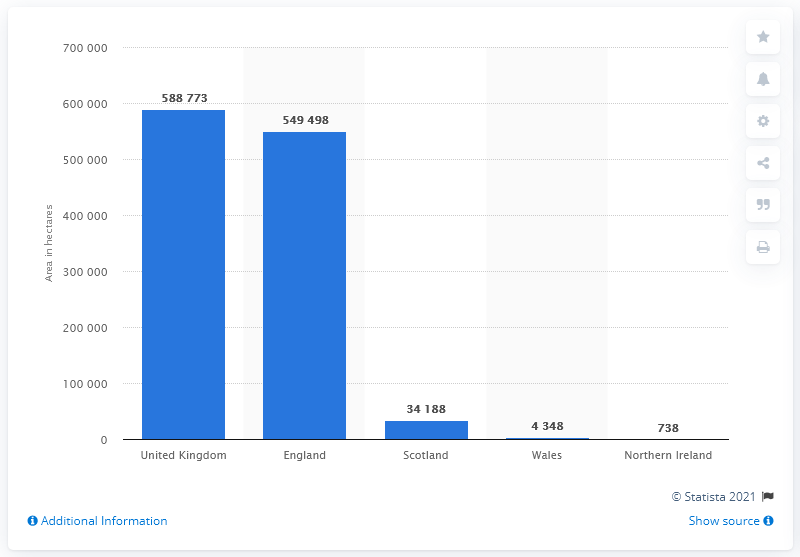 700 000
600 000
500 000
400 000
300 000
200 000
100 000
0
Area in hectares
588 773
549 498
34 188
4 348
738
United Kingdom
England
Scotland
Wales
Northern Ireland
© Statista 2021
Additional Information
Show source